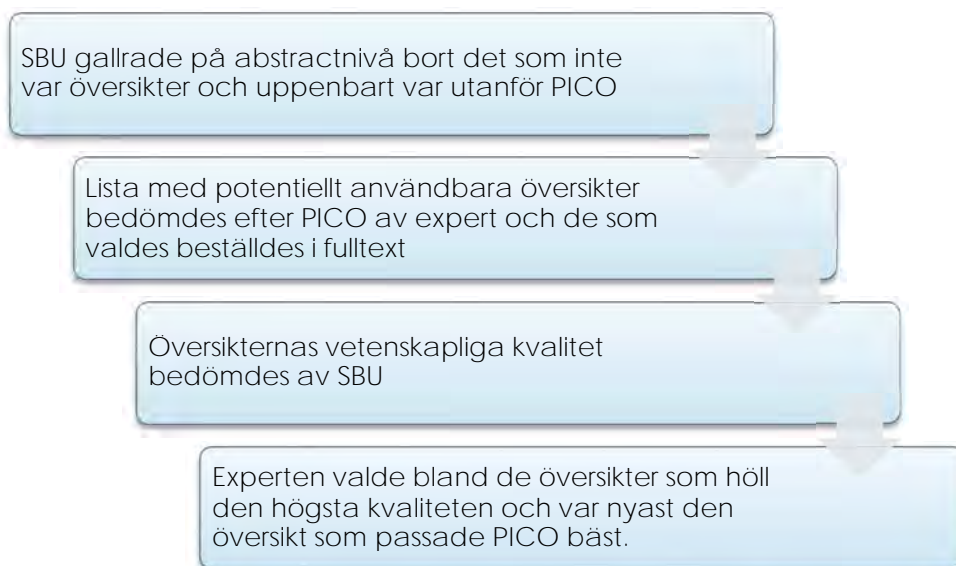 SBU gallrade på abstractnivå bort det som inte
var översikter och uppenbart var utanför PICO
Lista med potentiellt användbara översikter
bedömdes efter PICO av expert och de som
valdes beställdes i fulltext
Översikternas vetenskapliga kvalitet
bedömdes av SBU
Experten valde bland de översikter som höll
den högsta kvaliteten och var nyast den
översikt som passade PICO bäst.